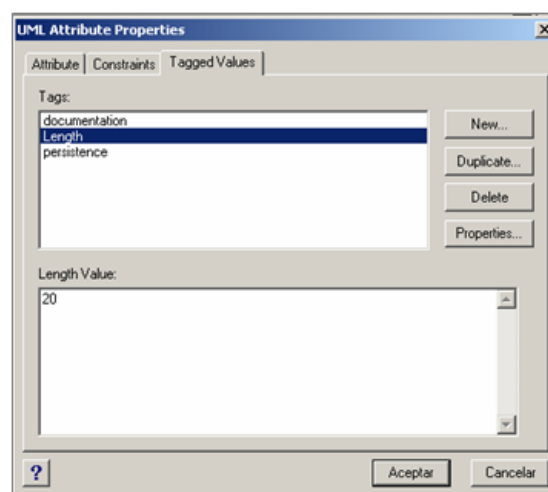 UML Attribute Properties
Attribute Constraints Tagged Values
Tags:
documentation
Length
persistence
New...
Duplicate...
Delete
Properties...
Length Value:
20
? Aceptar Cancelar